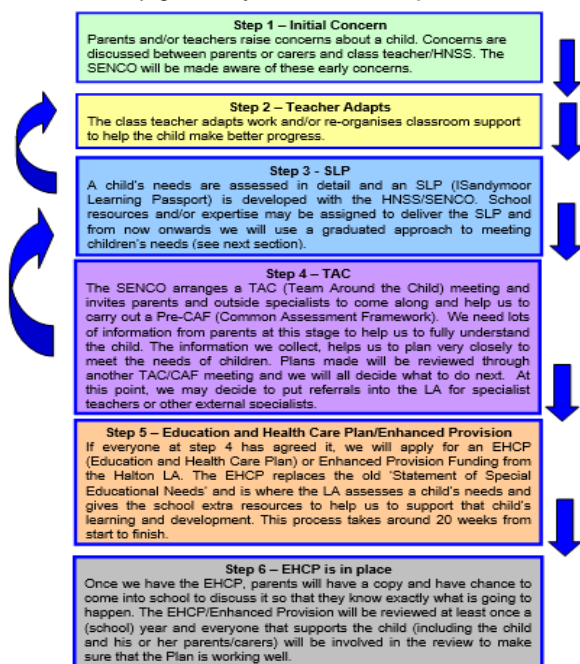 Step 1 – Initial Concern
Parents and/or teachers raise concerns about a child. Concerns are
discussed between parents or carers and class teacher/HNSS. The
SENCO will be made aware of these early concerns.
Step 2 – Teacher Adapts
The class teacher adapts work and/or re-organises classroom support
to help the child make better progress.
Step 3 - SLP
A child's needs are assessed in detail and an SLP (ISandymoor
Learning Passport) is developed with the HNSS/SENCO. School
resources and/or expertise may be assigned to deliver the SLP and
from now onwards we will use a graduated approach to meeting
children's needs (see next section).
Step 4 – TAC
The SENCO arranges a TAC (Team Around the Child) meeting and
invites parents and outside specialists to come along and help us to
carry out a Pre-CAF (Common Assessment Framework). We need lots
of information from parents at this stage to help us to fully understand
the child. The information we collect, helps us to plan very closely to
meet the needs of children. Plans made will be reviewed through
another TAC/CAF meeting and we will all decide what to do next. At
this point, we may decide to put referrals into the LA for specialist
teachers or other external specialists.
Step 5 – Education and Health Care Plan/Enhanced Provision
If everyone at step 4 has agreed it, we will apply for an EHCP
(Education and Health Care Plan) or Enhanced Provision Funding from
the Halton LA. The EHCP replaces the old 'Statement of Special
Educational Needs' and is where the LA assesses a child's needs and
gives the school extra resources to help us to support that child's
learning and development. This process takes around 20 weeks from
start to finish.
Step 6 – EHCP is in place
Once we have the EHCP, parents will have a copy and have chance to
come into school to discuss it so that they know exactly what is going to
happen. The EHCP/Enhanced Provision will be reviewed at least once a
(school) year and everyone that supports the child (including the child
and his or her parents/carers) will be involved in the review to make
sure that the Plan is working well.